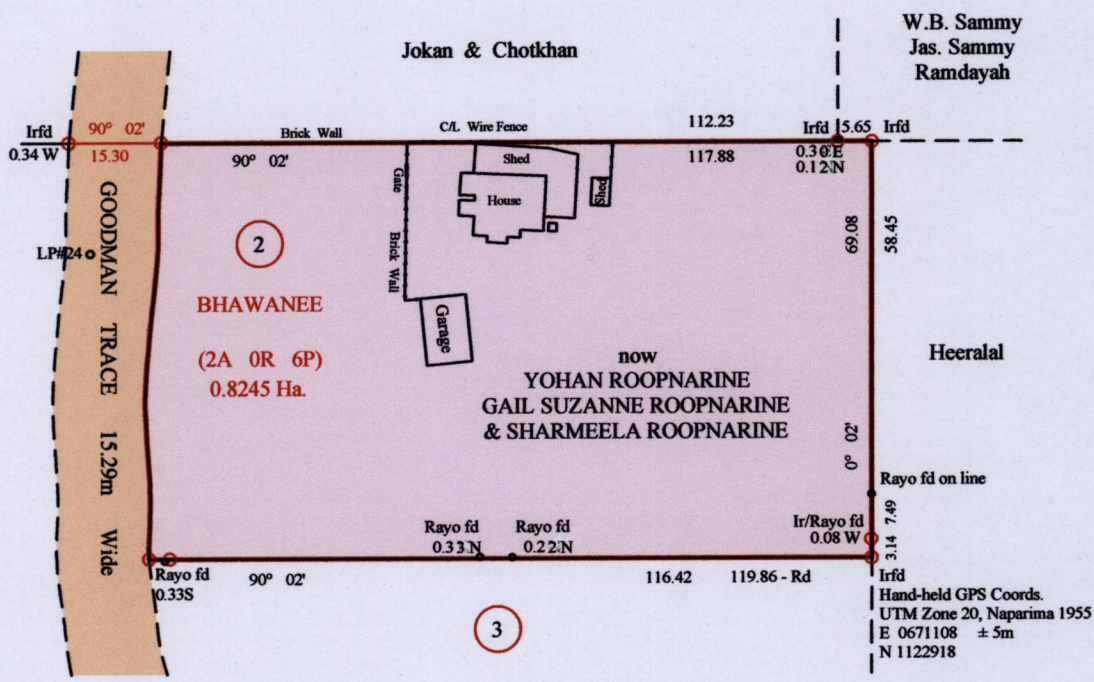 W.B. Sammy
Jas. Sammy
Ramdayah
Jokan & Chotkhan
Irfd
0.34 W
90° 02'
15.30
Brick Wall
C/L Wire Fence
112.23
Irfd
5.65
Irfd
90° 02'
117.88
0.30 E
0.12 N
Shed
House
Shed
Gate
Brick Wall
Garage
69.08
58.45
LP#24
GOODMAN TRACE 15.29m Wide
2
BHAWANEE
(2A 0R 6P)
0.8245 Ha.
now
YOHAN ROOPNARINE
GAIL SUZANNE ROOPNARINE
& SHARMEELA ROOPNARINE
Heeralal
0° 02'
Rayo fd on line
7.49
Ir/Rayo fd
0.08 W
3.14
Rayo fd
0.33 N
Rayo fd
0.22 N
Rayo fd
0.33S
90° 02'
116.42
119.86 - Rd
Irfd
Hand-held GPS Coords.
UTM Zone 20, Naparima 1955
E 0671108 ± 5m
N 1122918
3